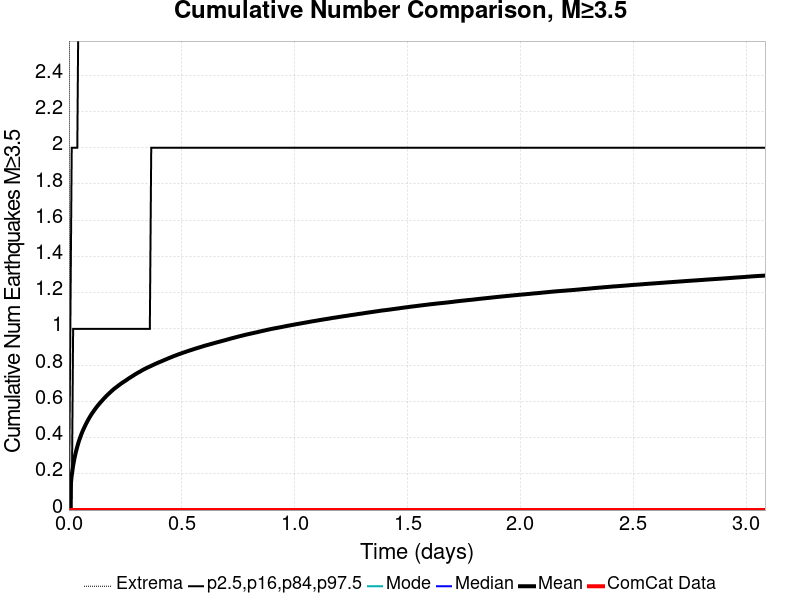 Cumulative Number Comparison, M≥3.5
Cumulative Num Earthquakes M≥3.5
2.4
2.2
2
1.8
1.6
1.4
1.2
1
0.8
0.6
0.4
0.2
0
0.0 0.5 1.0 1.5 2.0 2.5 3.0
Time (days)
Extrema p2.5,p16,p84,p97.5 Mode Median Mean ComCat Data